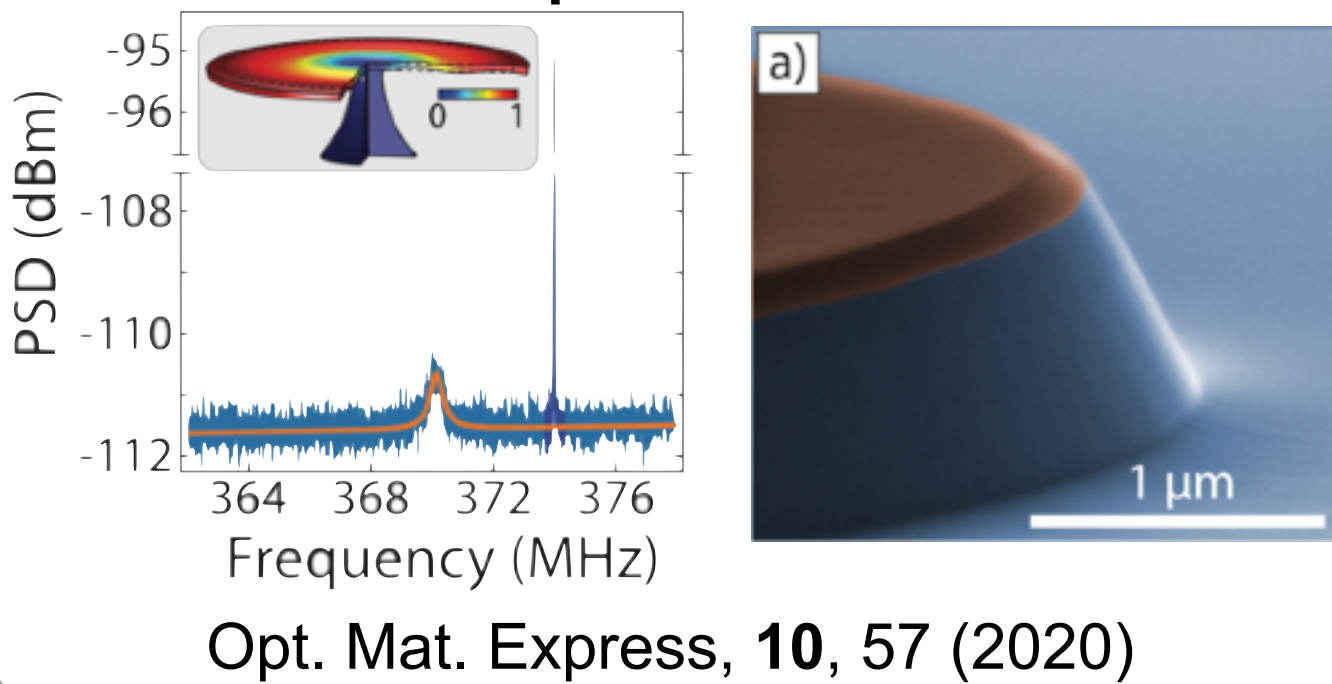 -95
-96
-108
-110
-112
PSD (dBm)
0 1
364 368 372 376
Frequency (MHz)
a)
1 μm
Opt. Mat. Express, 10, 57 (2020)